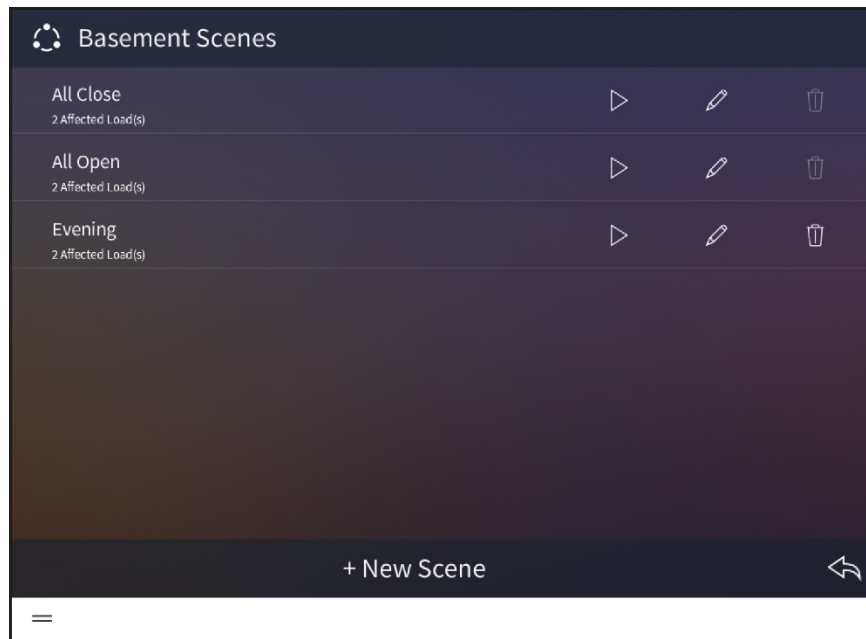 Basement Scenes
All Close
2 Affected Load(s)
All Open
2 Affected Load(s)
Evening
2 Affected Load(s)
+ New Scene